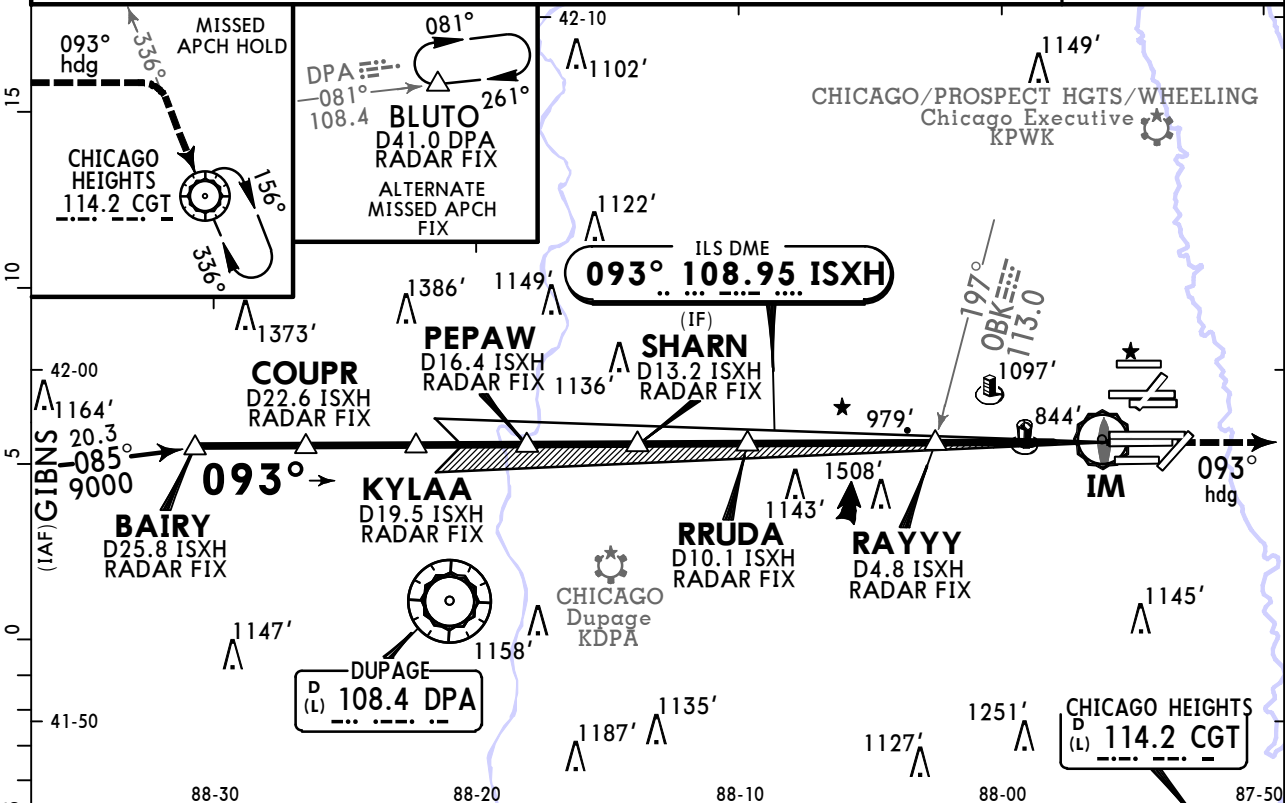 MISSED
APCH HOLD
093°
hdg
336°
CHICAGO
HEIGHTS
114.2 CGT
156°
336°
081°
DPA
081°
108.4
261°
BLUTO
D41.0 DPA
RADAR FIX
ALTERNATE
MISSED APCH
FIX
42-10
1102'
1149'
CHICAGO/PROSPECT HGTS/WHEELING
Chicago Executive
KPWK
15
1122'
ILS DME
093° 108.95 ISXH
10
1373'
1386'
1149'
PEPAW
D16.4 ISXH
RADAR FIX
(IF)
SHARN
D13.2 ISXH
RADAR FIX
1136'
197°
OBK
113.0
1097'
42-00
COUPR
D22.6 ISXH
RADAR FIX
1164'
979'
844'
(IAF) GIBNS
20.3
085°
9000
5
093°
BAIRY
D25.8 ISXH
RADAR FIX
KYLAA
D19.5 ISXH
RADAR FIX
RRUDA
D10.1 ISXH
RADAR FIX
1143'
1508'
RAYYY
D4.8 ISXH
RADAR FIX
IM
093°
hdg
CHICAGO
Dupage
KDPA
0
1147'
1158'
1145'
DUPAGE
D
(L)
108.4 DPA
41-50
1187'
1135'
1127'
1251'
CHICAGO HEIGHTS
D
(L)
114.2 CGT
88-30
88-20
88-10
88-00
87-50